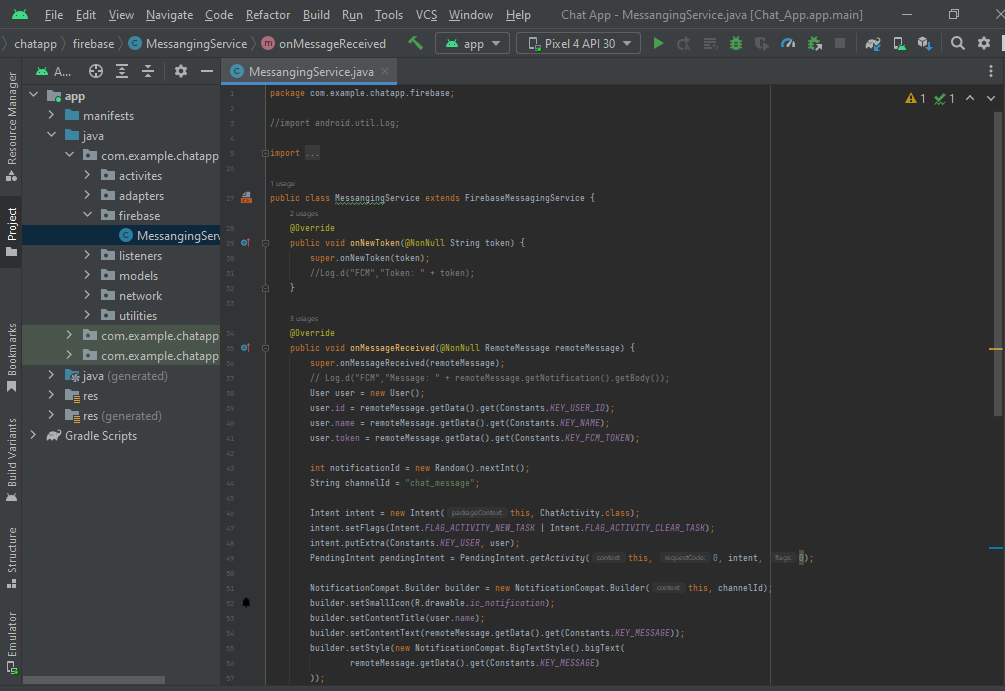 File Edit View Navigate Code Refactor Build Run Tools VCS Window Help Chat App - MessangingService.java [Chat_App.app.main]
chatapp firebase MessangingService onMessageReceived app Pixel 4 API 30
A... MessangingService.java
Resource Manager
Project
Bookmarks
Build Variants
Structure
Emulator
app
manifests
java
com.example.chatapp
activites
adapters
firebase
MessangingServ
listeners
models
network
utilities
com.example.chatapp
com.example.chatapp
java (generated)
res
res (generated)
Gradle Scripts
1 1
1 package com.example.chatapp.firebase;
2
3 //import android.util.Log;
4
5 import ...
26
1 usage
27 public class MessangingService extends FirebaseMessagingService {
2 usages
28 @Override
29 public void onNewToken(@NonNull String token) {
30 super.onNewToken(token);
31 //Log.d("FCM","Token: " + token);
32 }
33
3 usages
34 @Override
35 public void onMessageReceived(@NonNull RemoteMessage remoteMessage) {
36 super.onMessageReceived(remoteMessage);
37 // Log.d("FCM","Message: " + remoteMessage.getNotification().getBody());
38 User user = new User();
39 user.id = remoteMessage.getData().get(Constants.KEY_USER_ID);
40 user.name = remoteMessage.getData().get(Constants.KEY_NAME);
41 user.token = remoteMessage.getData().get(Constants.KEY_FCM_TOKEN);
42
43 int notificationId = new Random().nextInt();
44 String channelId = "chat_message";
45
46 Intent intent = new Intent( packageContext: this, ChatActivity.class);
47 intent.setFlags(Intent.FLAG_ACTIVITY_NEW_TASK | Intent.FLAG_ACTIVITY_CLEAR_TASK);
48 intent.putExtra(Constants.KEY_USER, user);
49 PendingIntent pendingIntent = PendingIntent.getActivity( context: this, requestCode: 0, intent, flags: 0);
50
51 NotificationCompat.Builder builder = new NotificationCompat.Builder( context: this, channelId);
52 builder.setSmallIcon(R.drawable.ic_notification);
53 builder.setContentTitle(user.name);
54 builder.setContentText(remoteMessage.getData().get(Constants.KEY_MESSAGE));
55 builder.setStyle(new NotificationCompat.BigTextStyle().bigText(
56 remoteMessage.getData().get(Constants.KEY_MESSAGE)
57 ));